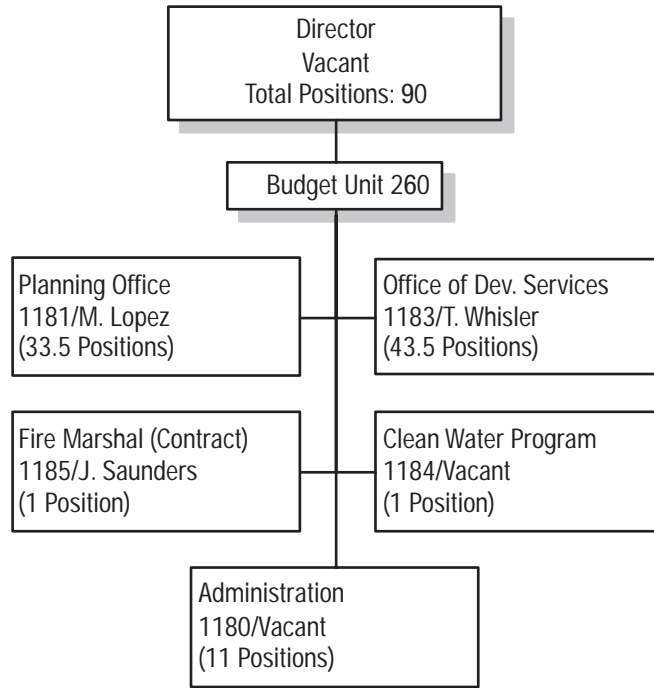 Director
Vacant
Total Positions: 90
Budget Unit 260
Planning Office
1181/M. Lopez
(33.5 Positions)
Office of Dev. Services
1183/T. Whisler
(43.5 Positions)
Fire Marshal (Contract)
1185/J. Saunders
(1 Position)
Clean Water Program
1184/Vacant
(1 Position)
Administration
1180/Vacant
(11 Positions)